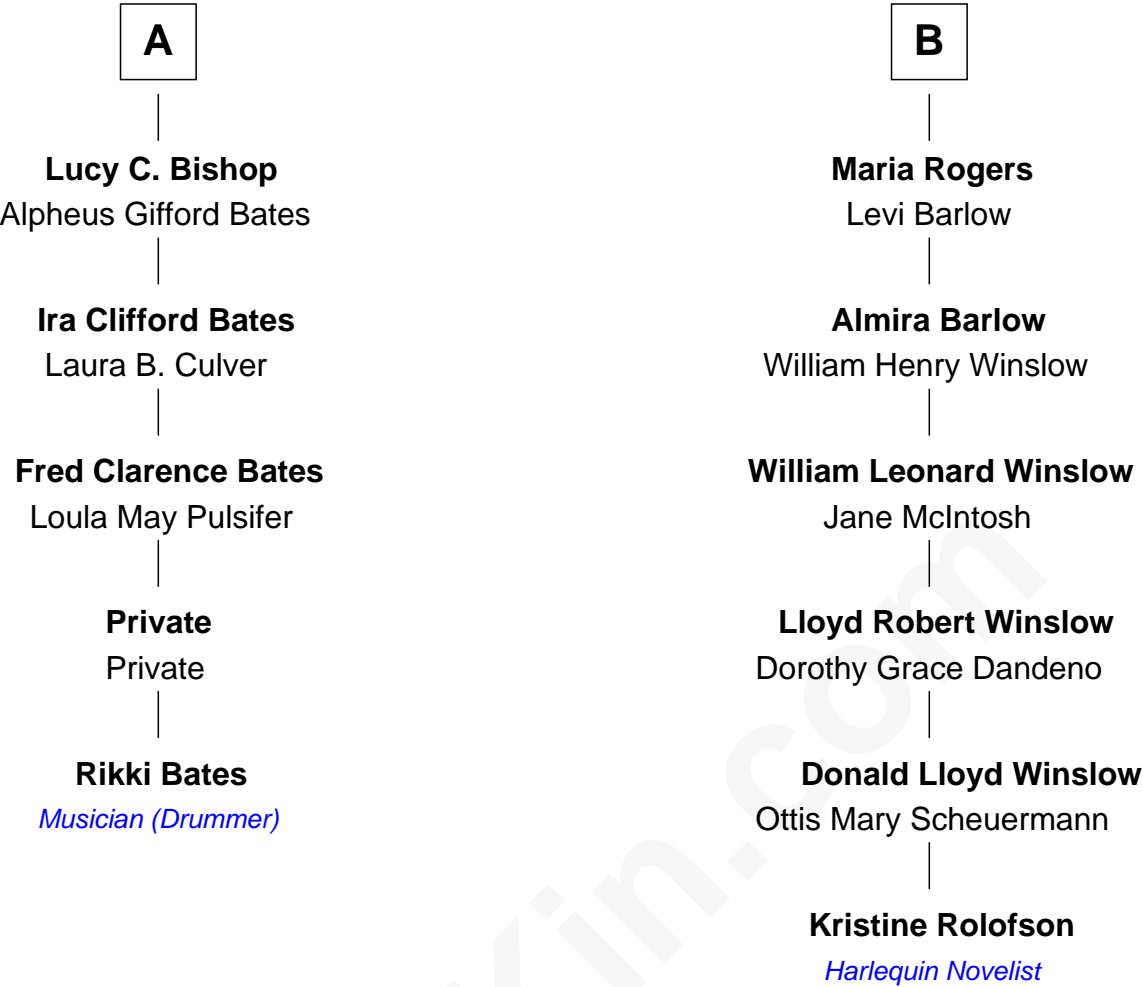 A
Lucy C. Bishop
Alpheus Gifford Bates
Ira Clifford Bates
Laura B. Culver
Fred Clarence Bates
Loula May Pulsifer
Private
Private
Rikki Bates
Musician (Drummer)
B
Maria Rogers
Levi Barlow
Almira Barlow
William Henry Winslow
William Leonard Winslow
Jane McIntosh
Lloyd Robert Winslow
Dorothy Grace Dandeno
Donald Lloyd Winslow
Ottis Mary Scheuermann
Kristine Rolofson
Harlequin Novelist